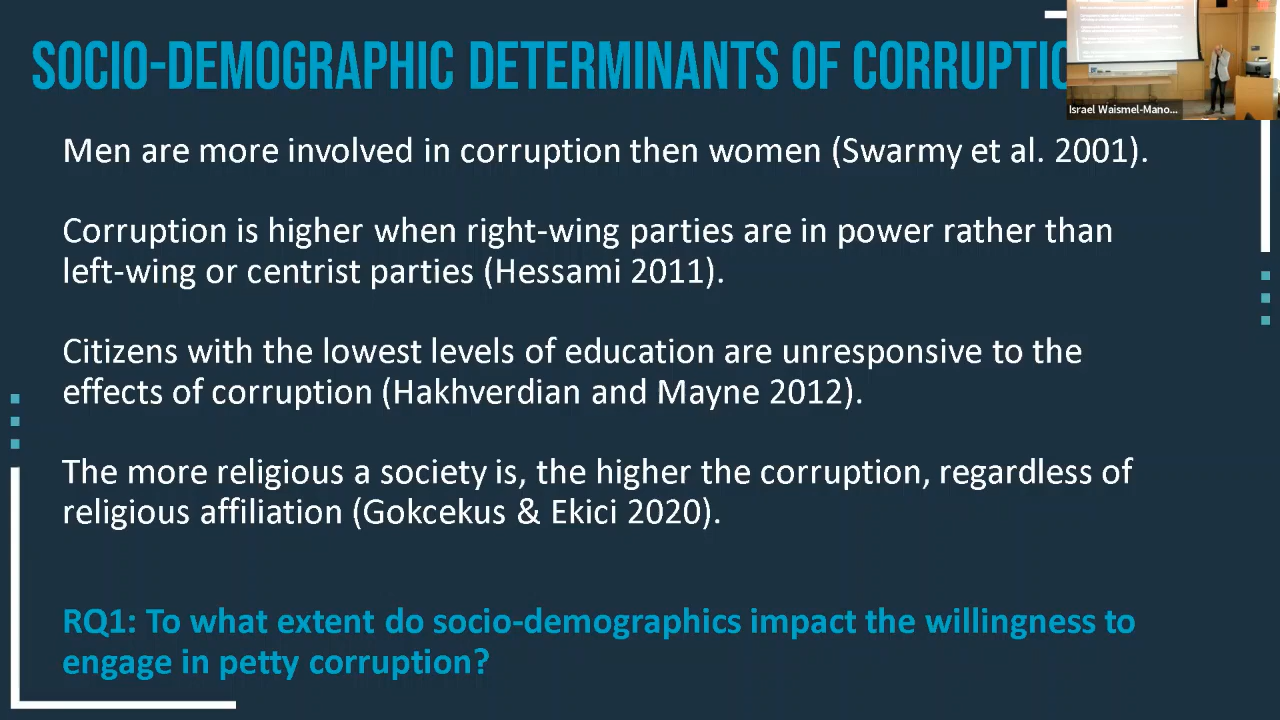 SOCIO-DEMOGRAPHIC DETERMINANTS OF
Israel Waismel-Mano...
Men are more involved in corruption then women (Swarmy et al. 2001).
Corruption is higher when right-wing parties are in power rather than
left-wing or centrist parties (Hessami 2011).
Citizens with the lowest levels of education are unresponsive to the
effects of corruption (Hakhverdian and Mayne 2012).
The more religious a society is, the higher the corruption, regardless of
religious affiliation (Gokcekus & Ekici 2020).
RQ1: To what extent do socio-demographics impact the willingness to
engage in petty corruption?